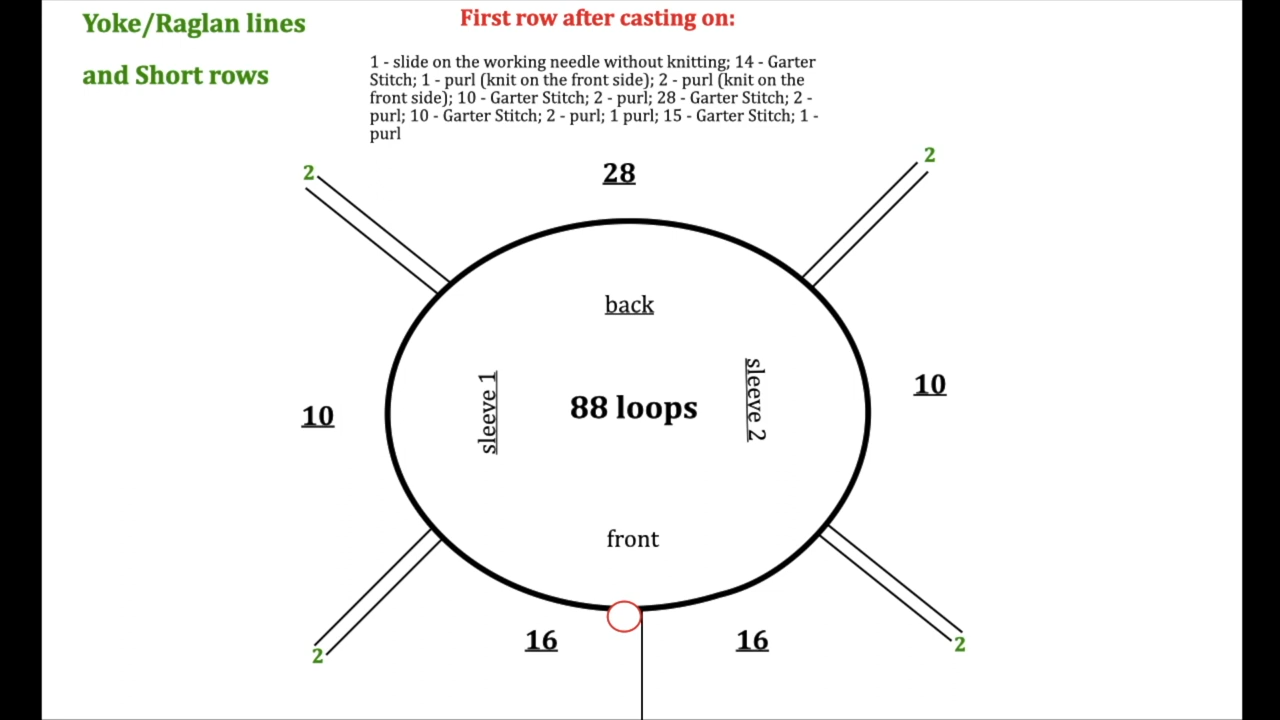 Yoke/Raglan lines
and Short rows
First row after casting on:
1 - slide on the working needle without knitting; 14 - Garter
Stitch; 1 - purl (knit on the front side); 2 - purl (knit on the
front side); 10 - Garter Stitch; 2 - purl; 28 - Garter Stitch; 2 -
purl; 10 - Garter Stitch; 2 - purl; 1 purl; 15 - Garter Stitch; 1 -
purl
2
28
2
back
sleeve 1
88 loops
sleeve 2
10
10
front
16
16
2
2